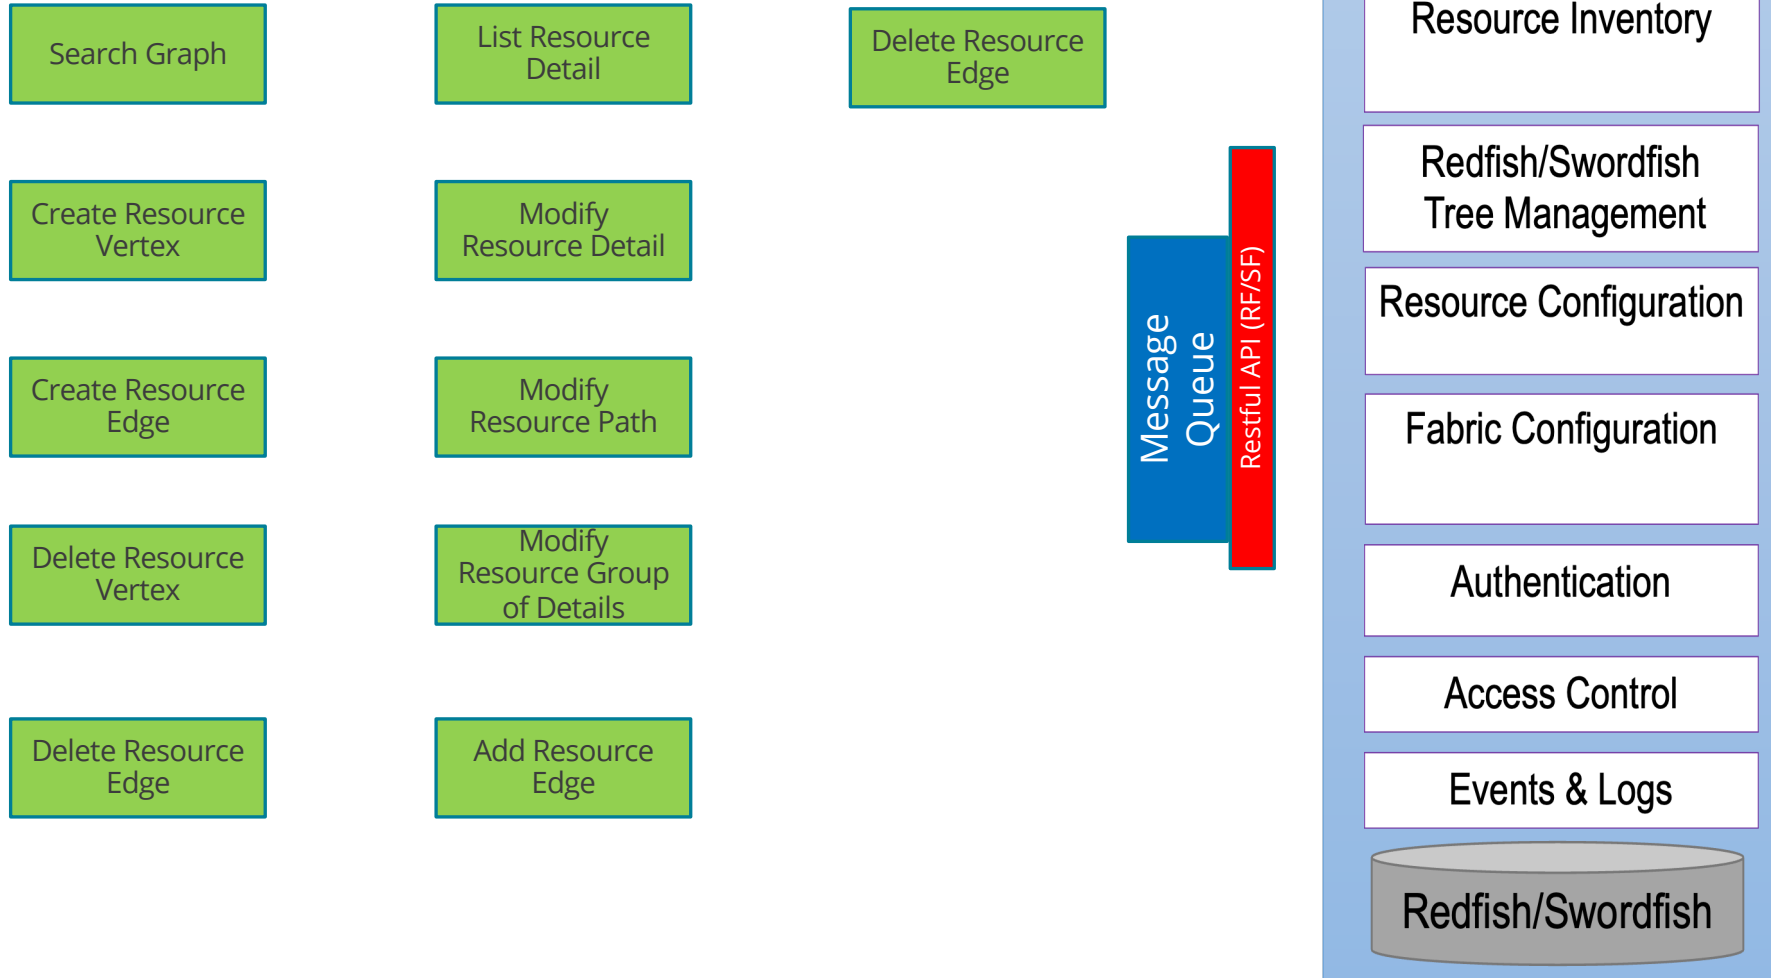 Search Graph
List Resource
Detail
Delete Resource
Edge
Create Resource
Vertex
Modify
Resource Detail
Create Resource
Edge
Modify
Resource Path
Delete Resource
Vertex
Modify
Resource Group
of Details
Delete Resource
Edge
Add Resource
Edge
Message
Queue
Restful API (RF/SF)
Resource Inventory
Redfish/Swordfish
Tree Management
Resource Configuration
Fabric Configuration
Authentication
Access Control
Events & Logs
Redfish/Swordfish